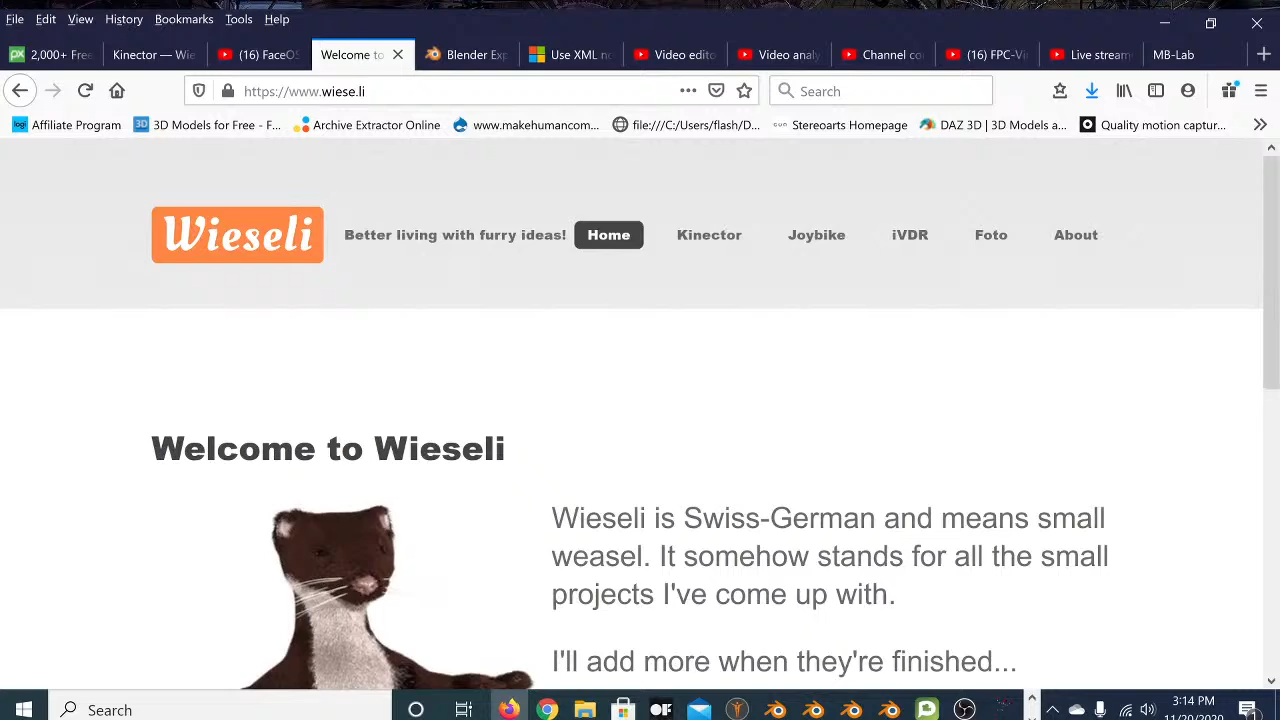 File Edit View History Bookmarks Tools Help
2,000+ Free Kinector — Wie (16) FaceOS Welcome to Blender Exp Use XML no Video edito Video analy Channel co (16) FPC-Vi Live stream MB-Lab
https://www.wiese.li Search
Affiliate Program 3D Models for Free - F... Archive Extractor Online www.makehumancom... file:///C:/Users/flash/D... Stereoarts Homepage DAZ 3D | 3D Models a... Quality motion captur...
Wieseli Better living with furry ideas! Home Kinector Joybike iVDR Foto About
Welcome to Wieseli
Wieseli is Swiss-German and means small
weasel. It somehow stands for all the small
projects I've come up with.
I'll add more when they're finished...
Search 3:14 PM
11/20/2020